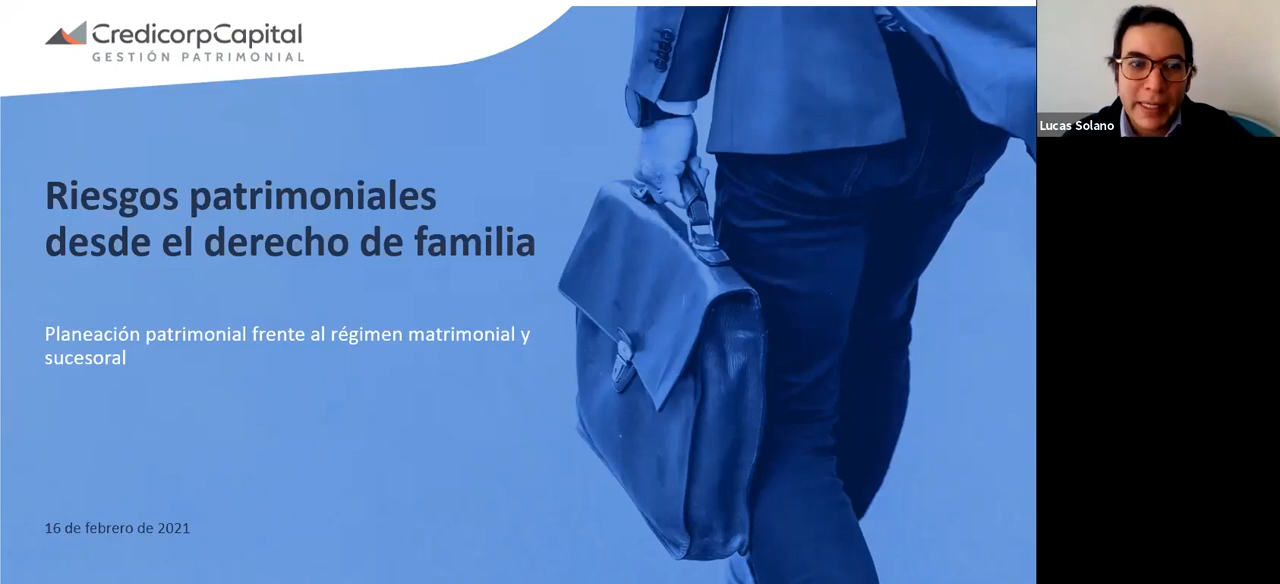 CredicorpCapital
GESTIÓN PATRIMONIAL
Riesgos patrimoniales
desde el derecho de familia
Planeación patrimonial frente al régimen matrimonial y
sucesoral
16 de febrero de 2021
Lucas Solano